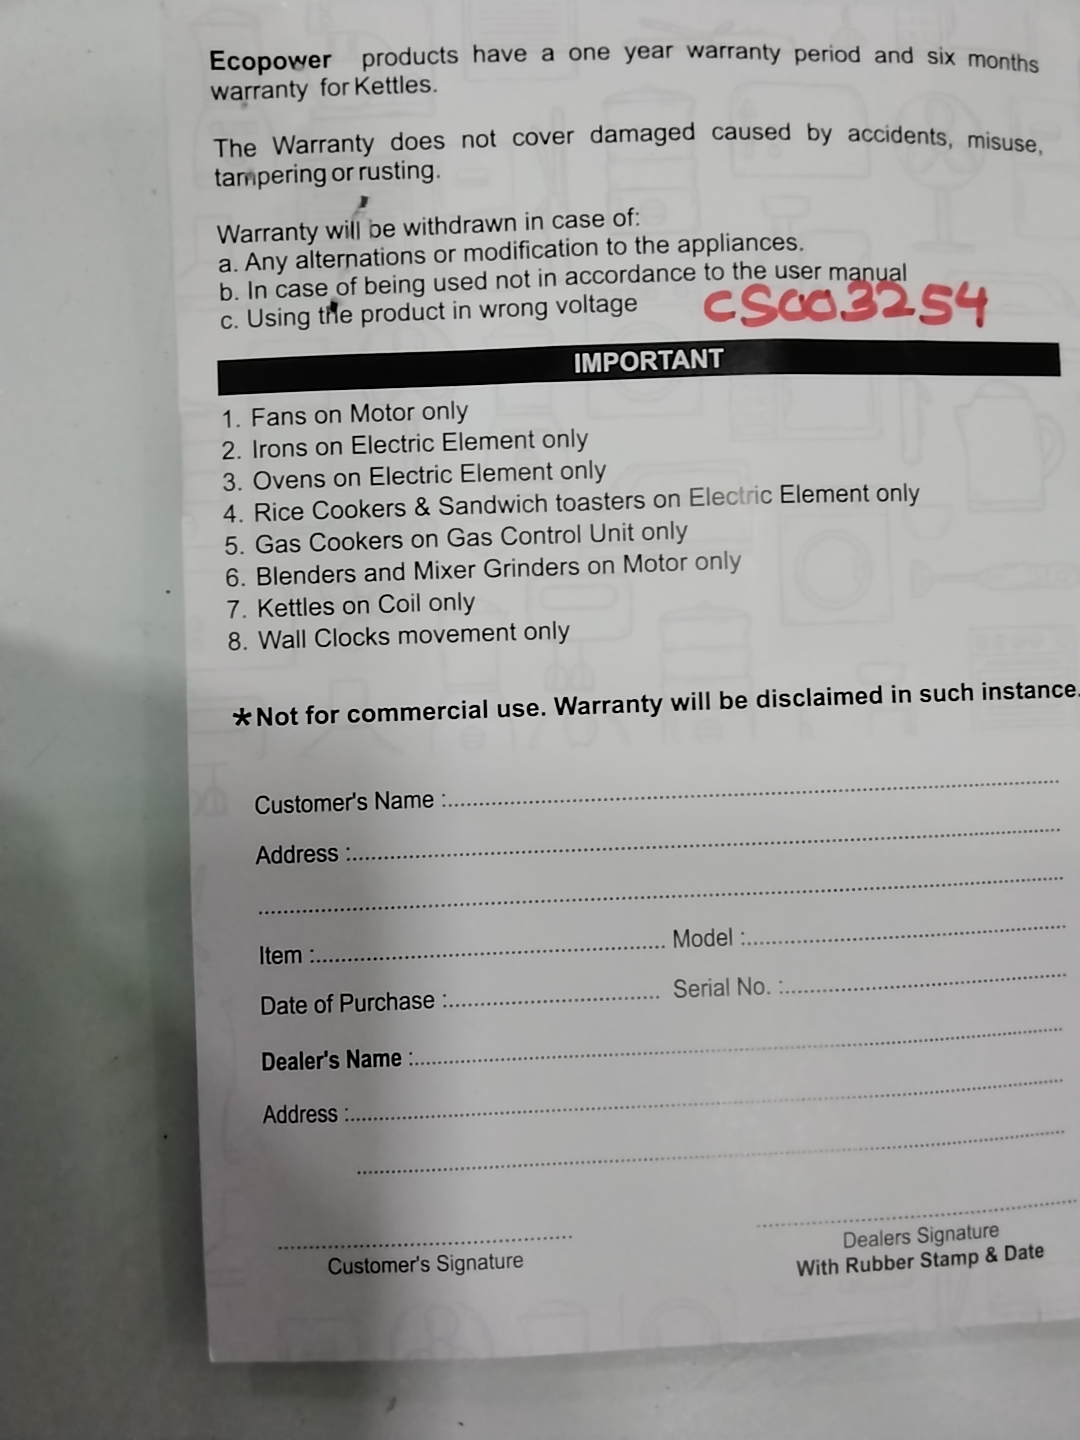 Ecopower products have a one year warranty period and six months
warranty for Kettles.
The Warranty does not cover damaged caused by accidents, misuse,
tampering or rusting.
Warranty will be withdrawn in case of:
a. Any alternations or modification to the appliances.
b. In case of being used not in accordance to the user manual
c. Using the product in wrong voltage
CS003254
IMPORTANT
1. Fans on Motor only
2. Irons on Electric Element only
3. Ovens on Electric Element only
4. Rice Cookers & Sandwich toasters on Electric Element only
5. Gas Cookers on Gas Control Unit only
6. Blenders and Mixer Grinders on Motor only
7. Kettles on Coil only
8. Wall Clocks movement only
*Not for commercial use. Warranty will be disclaimed in such instance.
Customer's Name :
Address :
Item : Model :
Date of Purchase : Serial No. :
Dealer's Name :
Address :
Customer's Signature
Dealers Signature
With Rubber Stamp & Date